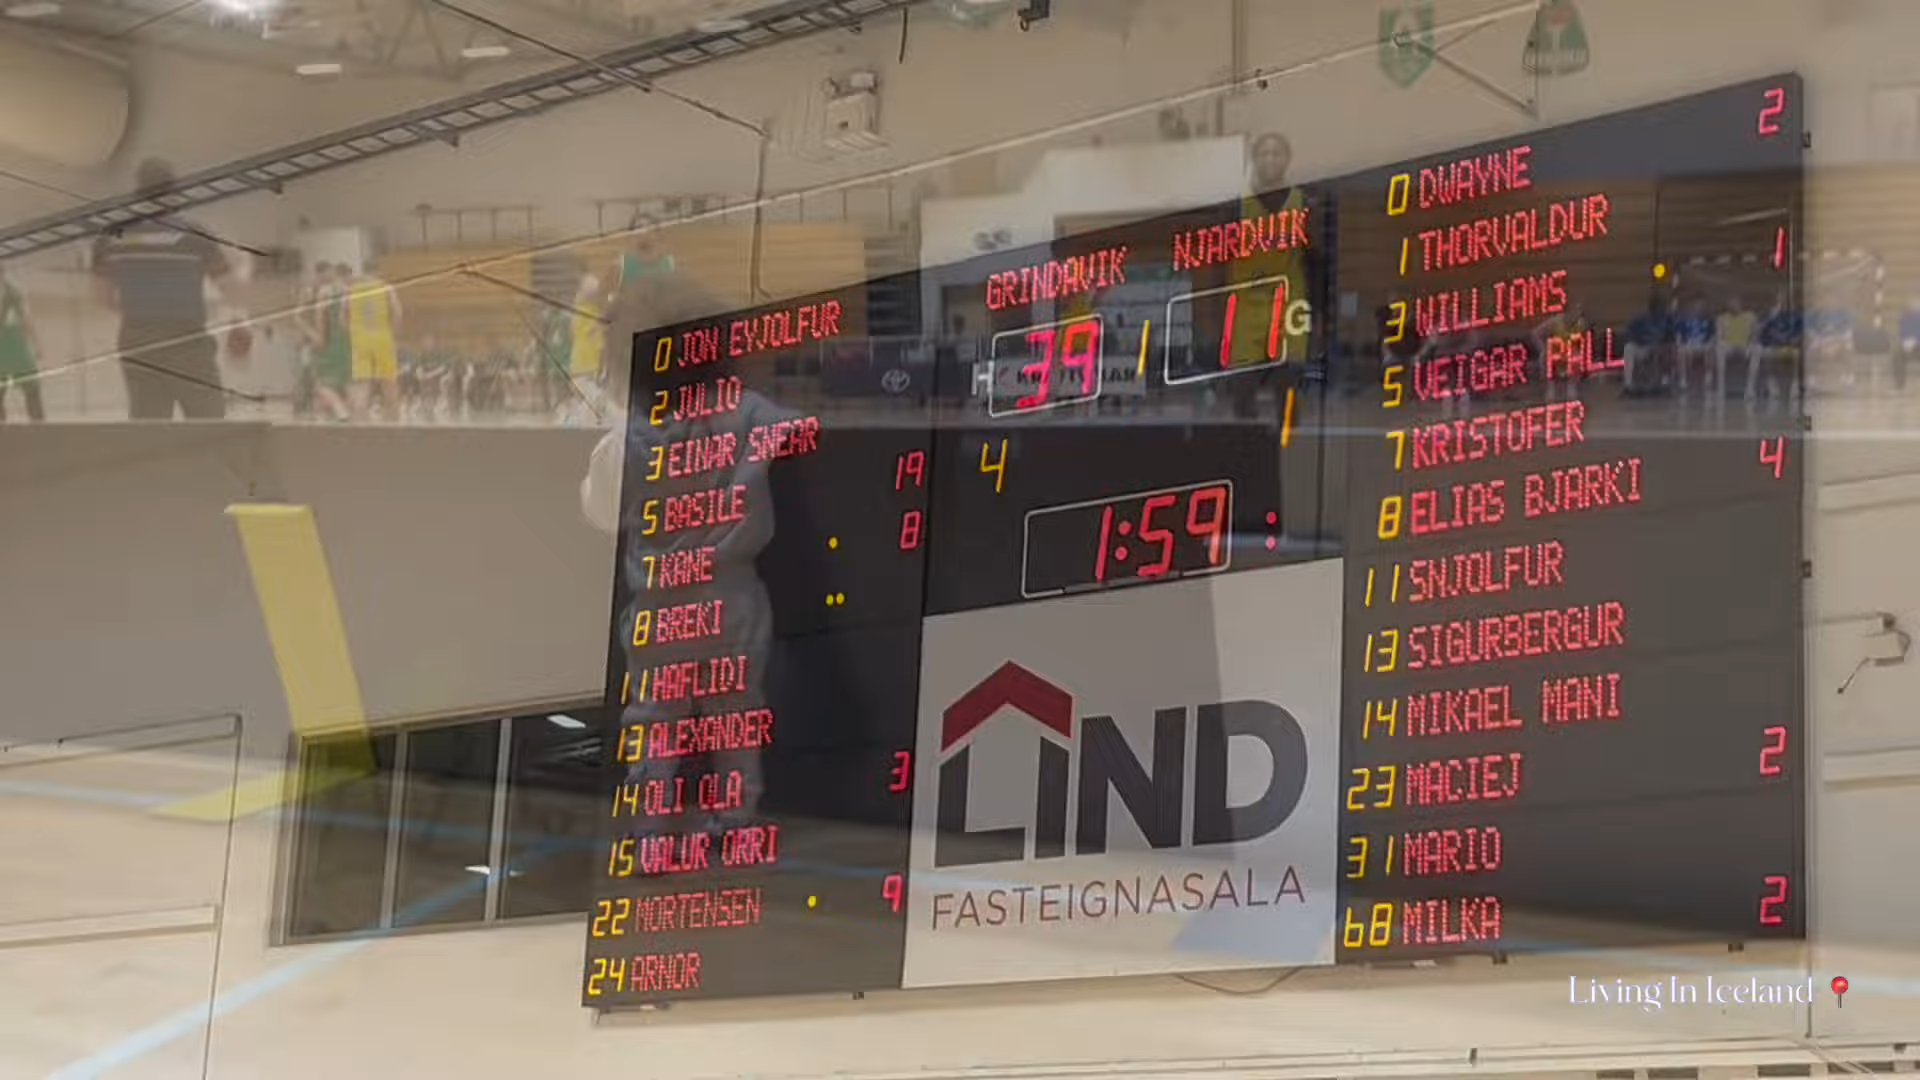 GRINDAVIK NJARDVIK
39 1 11
4 1
1:59 :
0 JON EYJOLFUR
2 JULIO
3 EINAR SNEAR 19
5 BASILE 8
7 KANE
8 BREKI
11 HAFLIDI
13 ALEXANDER 3
14 OLI OLA
15 VALUR ORRI
22 MORTENSEN 9
24 ARNOR
0 DWAYNE 2
1 THORVALDUR
3 WILLIAMS 1
5 VEIGAR PALL
7 KRISTOFER
8 ELIAS BJARKI 4
11 SNJOLFUR
13 SIGURBERGUR
14 MIKAEL MANI
23 MACIEJ 2
31 MARIO
68 MILKA 2
H
G
LIND
FASTEIGNASALA
Living In Iceland